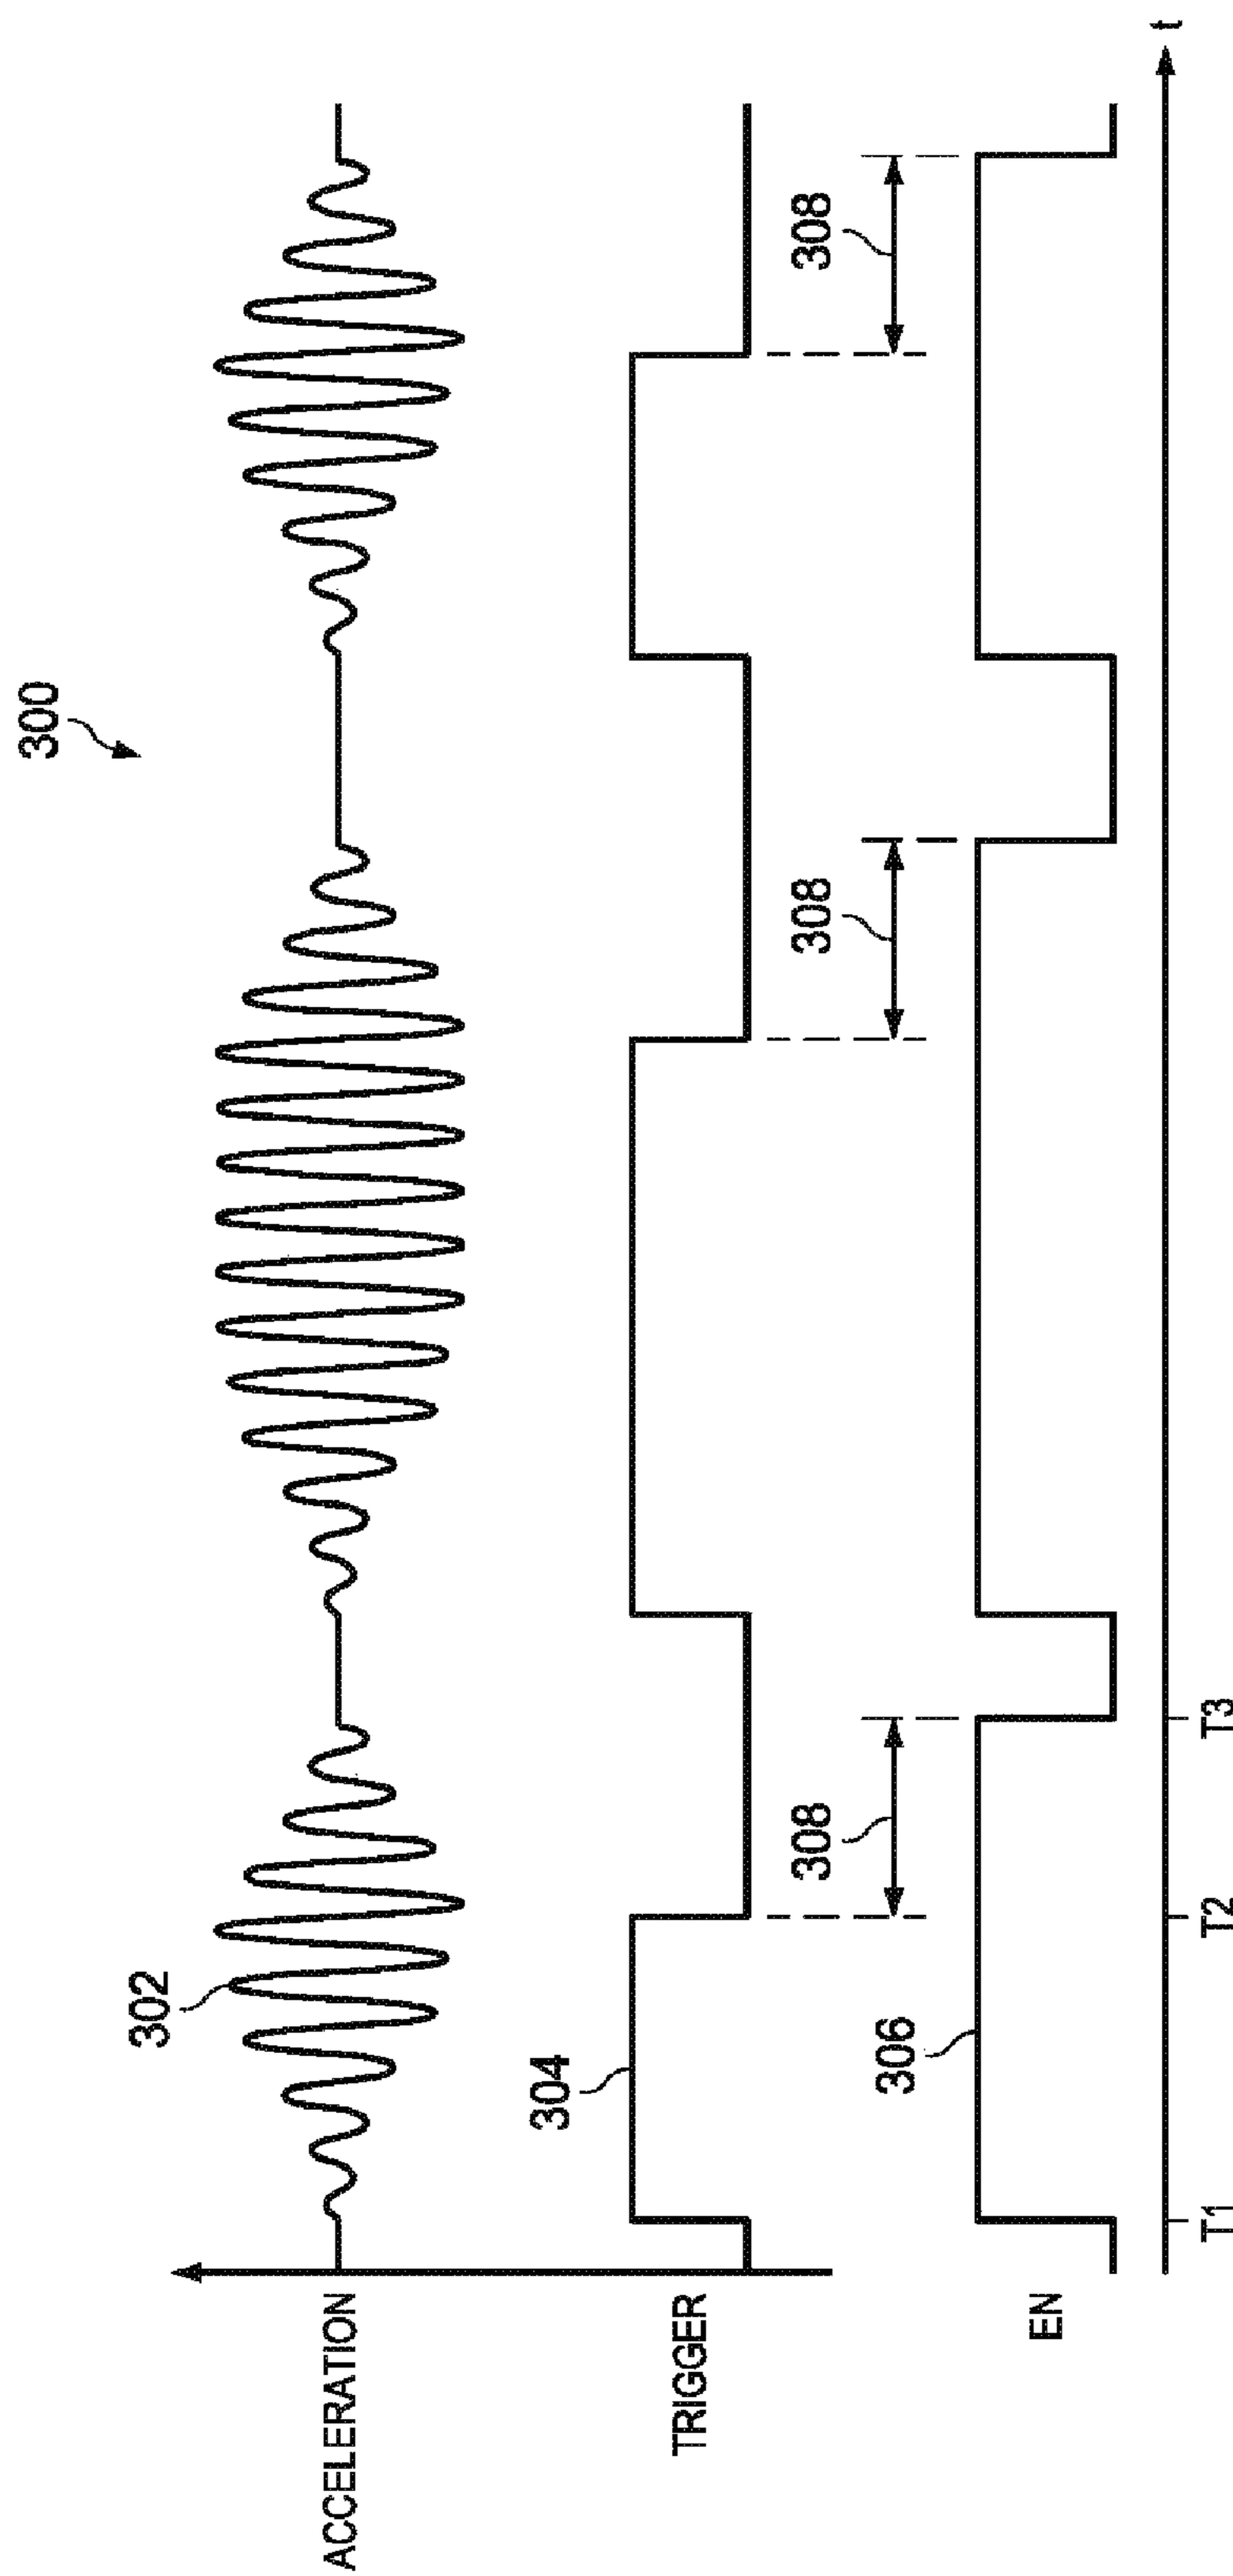 300
302
ACCELERATION
304
TRIGGER
308
308
308
306
EN
T1
T2
T3
t